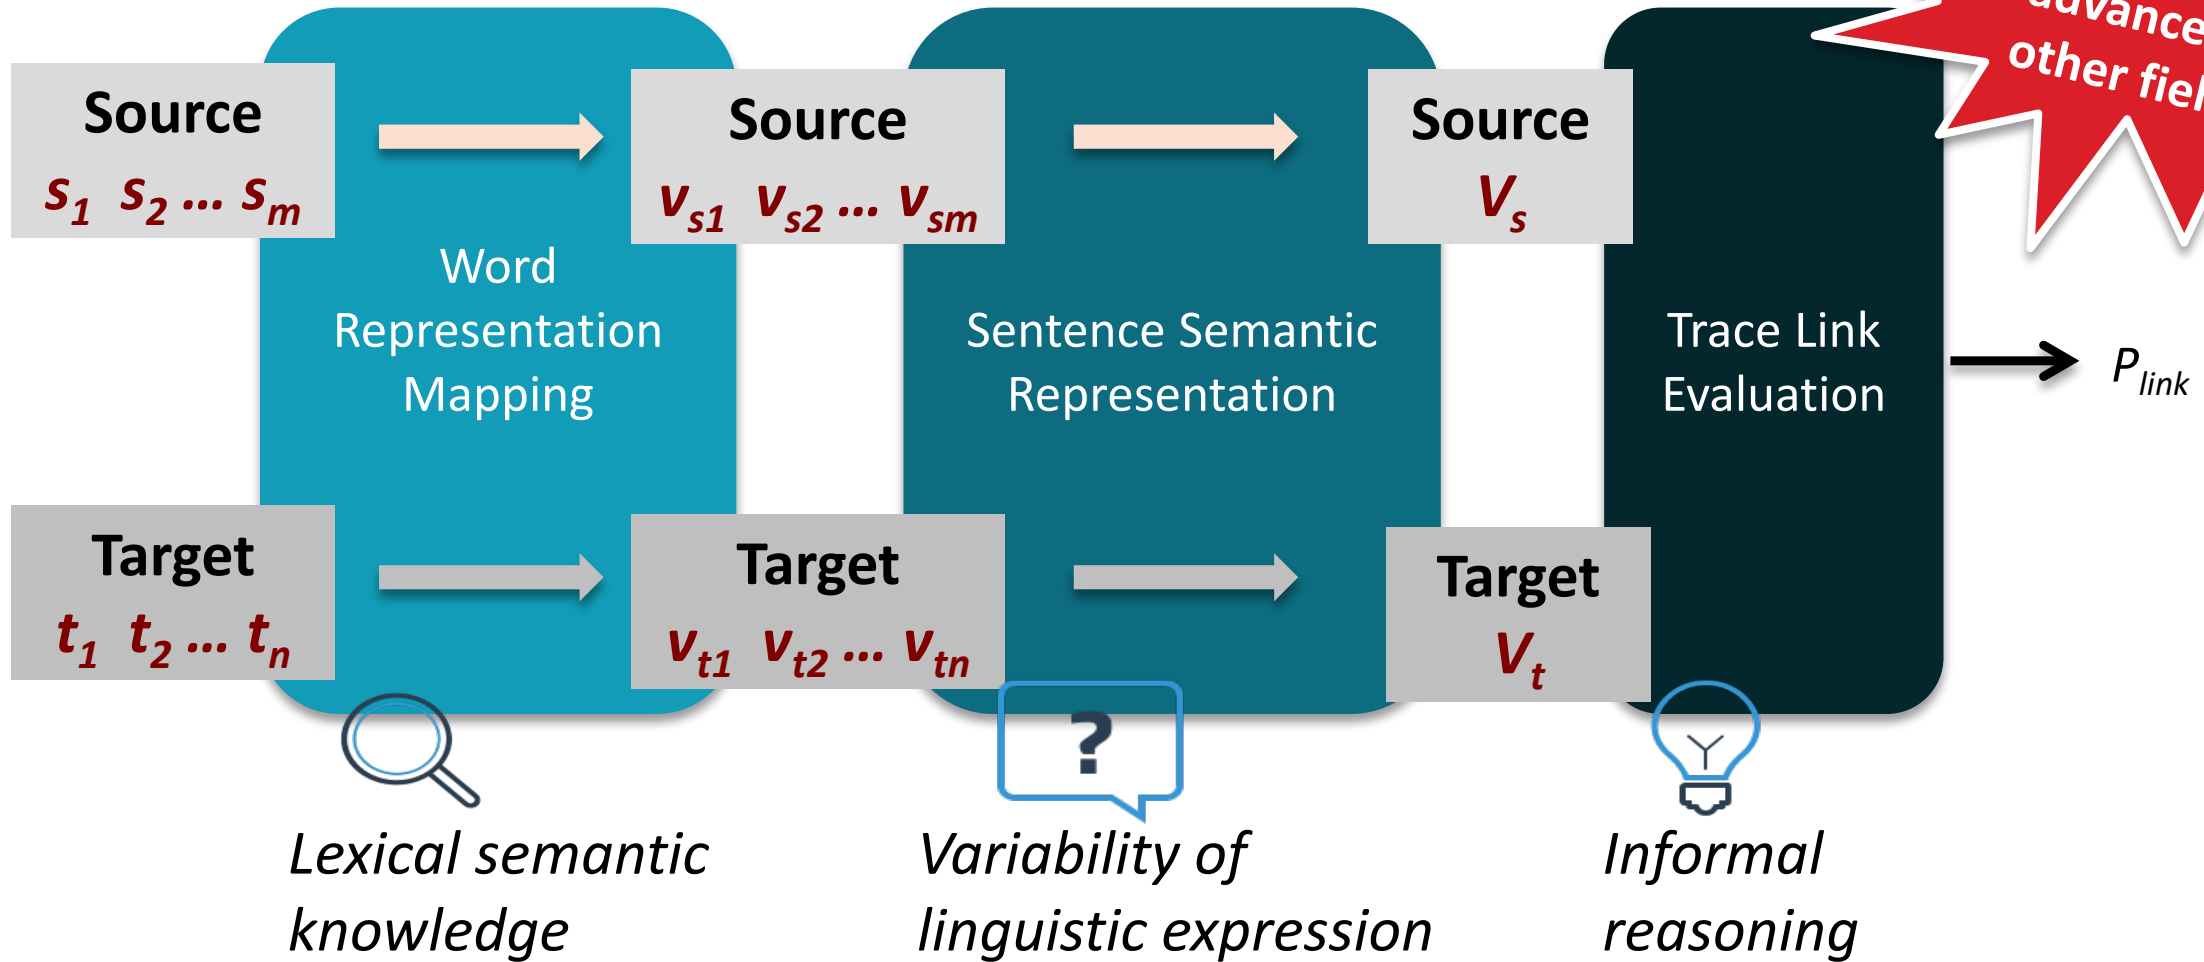 Source
s1 s2 ... sm
Source
vs1 vs2 ... vsm
Source
Vs
other
Word
Representation
Mapping
Sentence Semantic
Representation
Trace Link
Evaluation
Plink
Target
t1 t2 ... tn
Target
vt1 vt2 ... vtn
Target
Vt
?
Lexical semantic
knowledge
Variability of
linguistic expression
Informal
reasoning